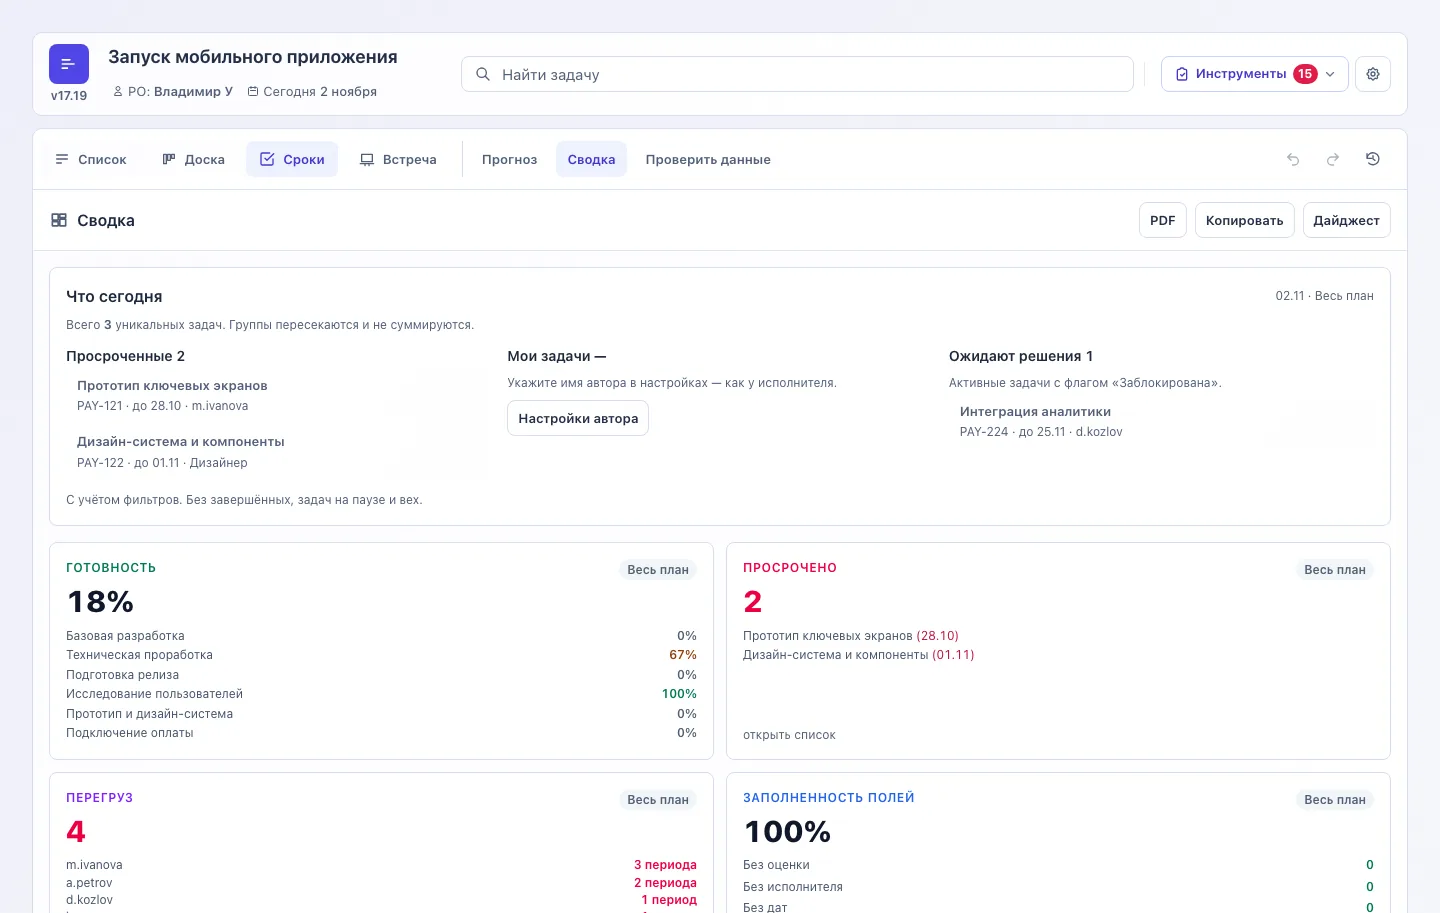 Запуск мобильного приложения
v17.19
PO: Владимир У
Сегодня 2 ноября
Найти задачу
Инструменты 15
Список
Доска
Сроки
Встреча
Прогноз
Сводка
Проверить данные
Сводка
PDF
Копировать
Дайджест
Что сегодня
02.11 · Весь план
Всего 3 уникальных задач. Группы пересекаются и не суммируются.
Просроченные 2
Прототип ключевых экранов
PAY-121 · до 28.10 · m.ivanova
Дизайн-система и компоненты
PAY-122 · до 01.11 · Дизайнер
Мои задачи —
Укажите имя автора в настройках — как у исполнителя.
Настройки автора
Ожидают решения 1
Активные задачи с флагом «Заблокирована».
Интеграция аналитики
PAY-224 · до 25.11 · d.kozlov
С учётом фильтров. Без завершённых, задач на паузе и вех.
ГОТОВНОСТЬ
Весь план
18%
Базовая разработка 0%
Техническая проработка 67%
Подготовка релиза 0%
Исследование пользователей 100%
Прототип и дизайн-система 0%
Подключение оплаты 0%
ПРОСРОЧЕНО
Весь план
2
Прототип ключевых экранов (28.10)
Дизайн-система и компоненты (01.11)
открыть список
ПЕРЕГРУЗ
Весь план
4
m.ivanova 3 периода
a.petrov 2 периода
d.kozlov 1 период
ЗАПОЛНЕННОСТЬ ПОЛЕЙ
Весь план
100%
Без оценки 0
Без исполнителя 0
Без дат 0